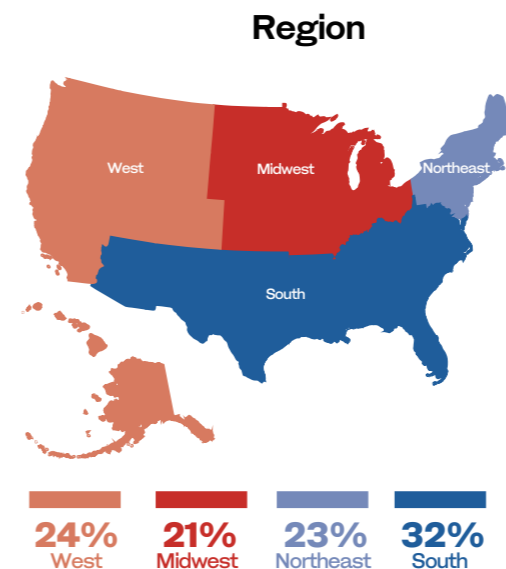 Region
West
Midwest
Northeast
South
24% 21% 23% 32%
West Midwest Northeast South